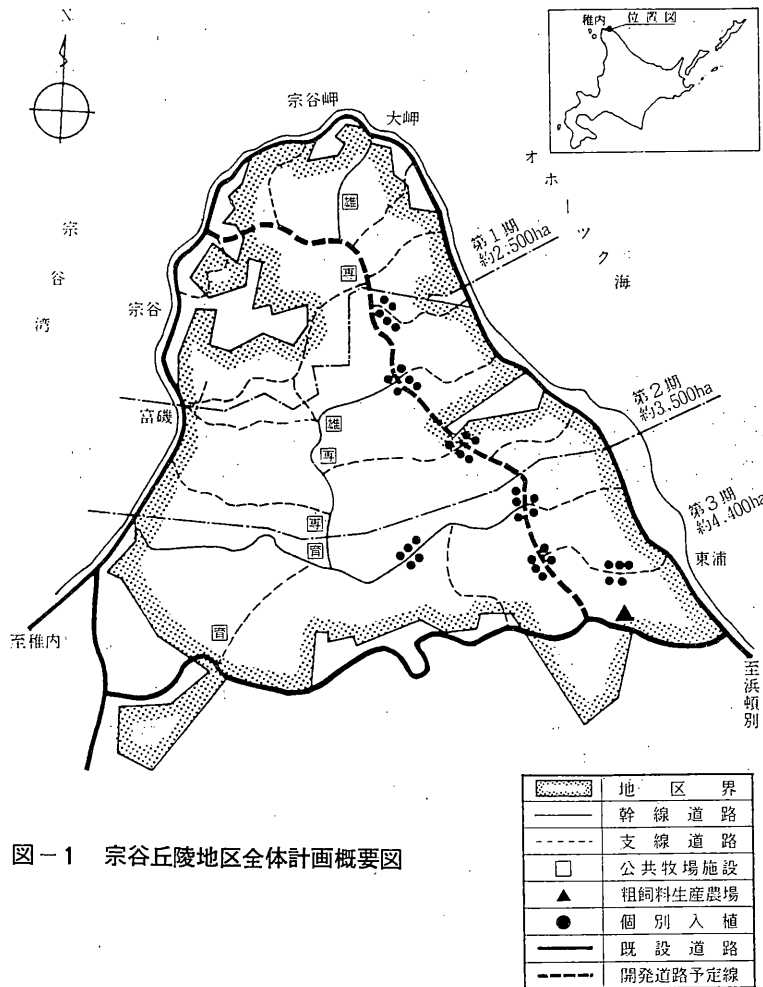 N
稚内
位置図
宗谷岬
大岬
オホーツク海
宗谷湾
雄
第1期
約2.500ha
専
宗谷
第2期
約3.500ha
富磯
雄
専
第3期
約4.400ha
専
東浦
至稚内
至浜頓別
地区界
幹線道路
支線道路
公共牧場施設
粗飼料生産農場
個別入植
既設道路
開発道路予定線
図-1 宗谷丘陵地区全体計画概要図